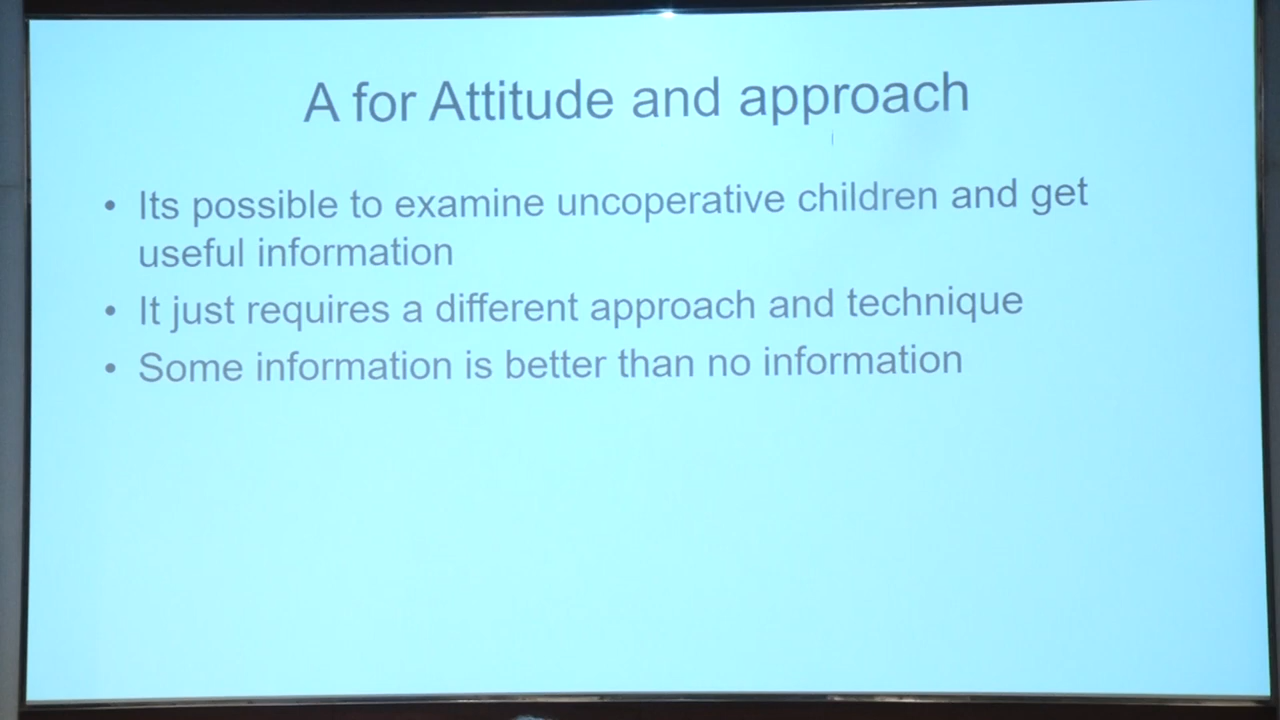 A for Attitude and approach
• Its possible to examine uncoperative children and get
useful information
• It just requires a different approach and technique
• Some information is better than no information